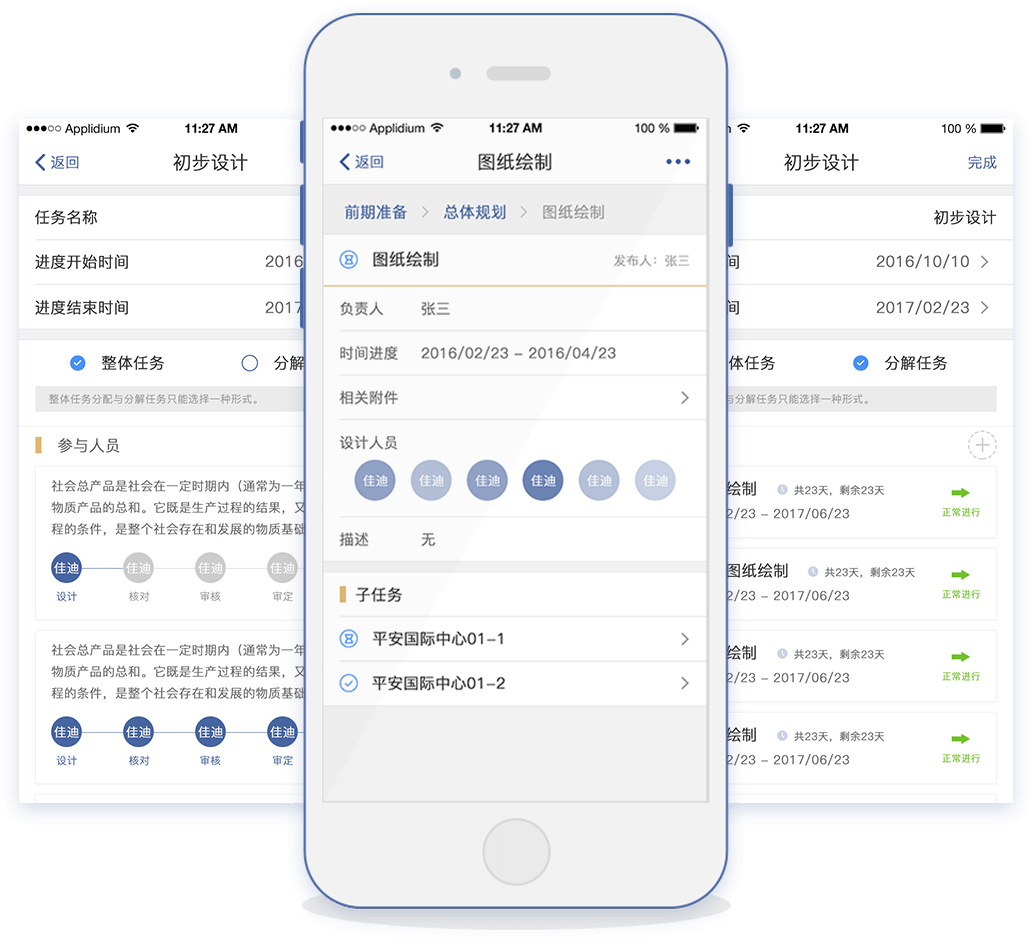 Applidium
11:27 AM
返回
初步设计
任务名称
进度开始时间
2016
进度结束时间
2017
整体任务
分解
整体任务分配与分解任务只能选择一种形式。
参与人员
社会总产品是社会在一定时期内（通常为一年
物质产品的总和。它既是生产过程的结果，又
程的条件，是整个社会存在和发展的物质基础
佳迪 佳迪 佳迪 佳迪
设计 核对 审核 审定
社会总产品是社会在一定时期内（通常为一年
物质产品的总和。它既是生产过程的结果，又
程的条件，是整个社会存在和发展的物质基础
佳迪 佳迪 佳迪 佳迪
设计 核对 审核 审定
Applidium
11:27 AM
100 %
返回
图纸绘制
前期准备 总体规划 图纸绘制
图纸绘制
发布人：张三
负责人 张三
时间进度 2016/02/23 - 2016/04/23
相关附件
设计人员
佳迪 佳迪 佳迪 佳迪 佳迪 佳迪
描述 无
子任务
平安国际中心01-1
平安国际中心01-2
11:27 AM
100 %
初步设计
完成
初步设计
间 2016/10/10
间 2017/02/23
体任务
分解任务
与分解任务只能选择一种形式。
绘制 共23天，剩余23天
2/23 - 2017/06/23
正常进行
图纸绘制 共23天，剩余23天
2/23 - 2017/06/23
正常进行
绘制 共23天，剩余23天
2/23 - 2017/06/23
正常进行
绘制 共23天，剩余23天
2/23 - 2017/06/23
正常进行